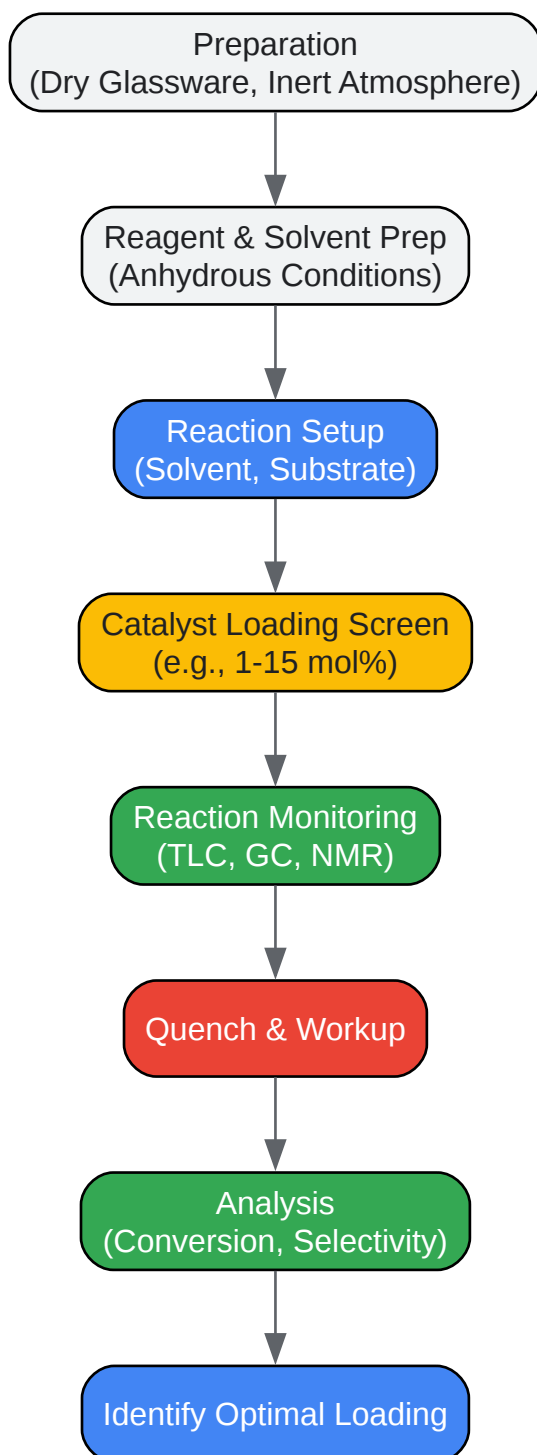 Preparation
(Dry Glassware, Inert Atmosphere)
Reagent & Solvent Prep
(Anhydrous Conditions)
Reaction Setup
(Solvent, Substrate)
Catalyst Loading Screen
(e.g., 1-15 mol%)
Reaction Monitoring
(TLC, GC, NMR)
Quench & Workup
Analysis
(Conversion, Selectivity)
Identify Optimal Loading